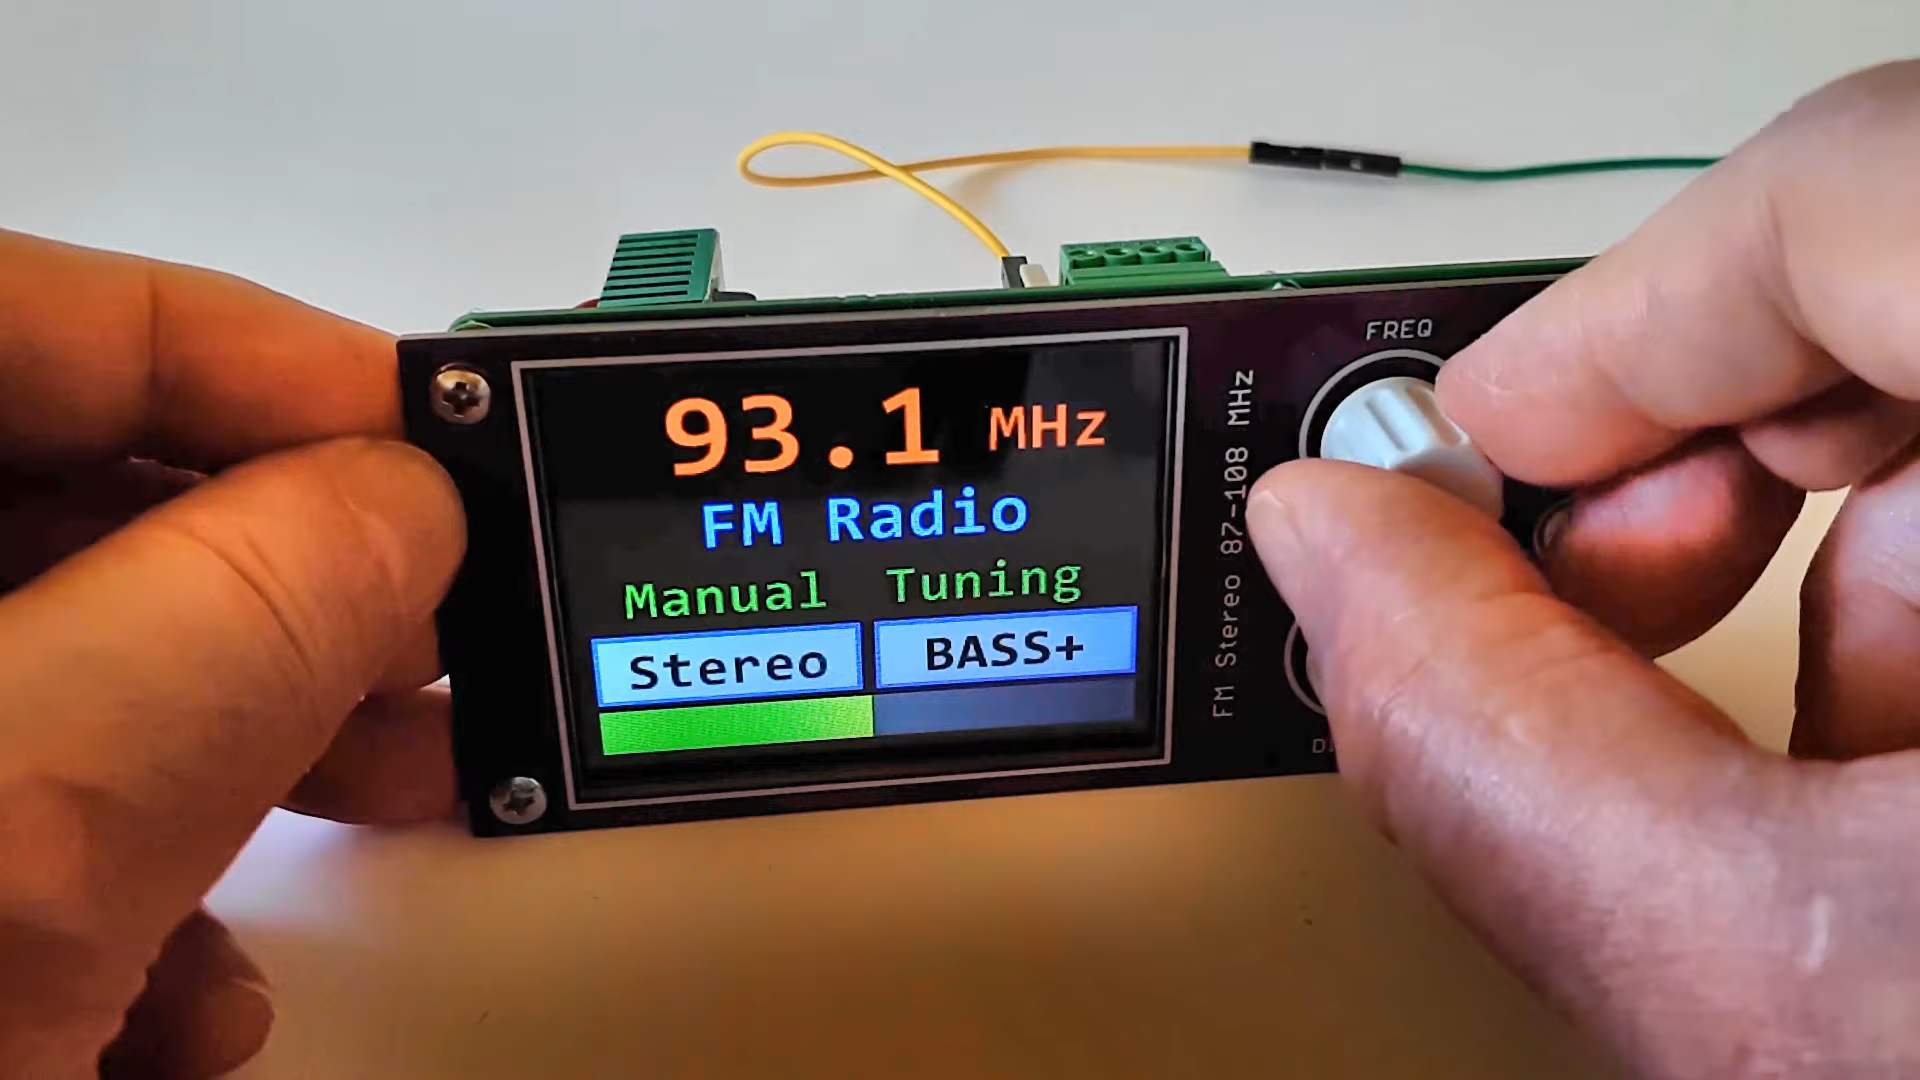 93.1 MHz
FM Radio
Manual Tuning
Stereo
BASS+
FM Stereo 87-108 MHz
FREQ